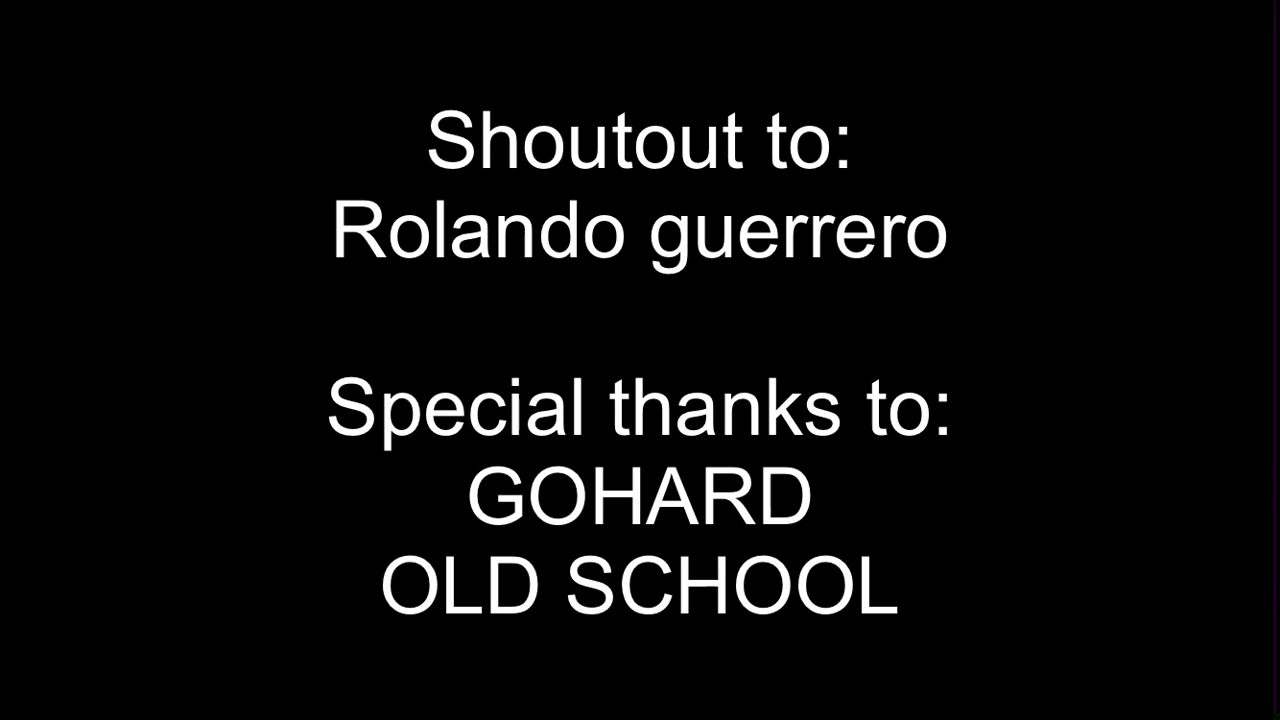 Shoutout to:
Rolando guerrero
Special thanks to:
GOHARD
OLD SCHOOL